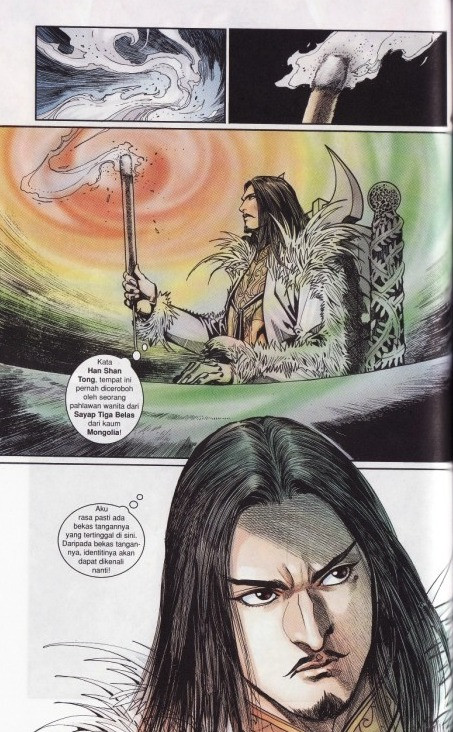 Kata
Han Shan
Tong, tempat ini
pernah diceroboh
oleh seorang
pahlawan wanita dari
Sayap Tiga Belas
dari kaum
Mongolia!
Aku
rasa pasti ada
bekas tangannya
yang tertinggal di sini.
Daripada bekas tangan-
nya, identitinya akan
dapat dikenali
nanti!